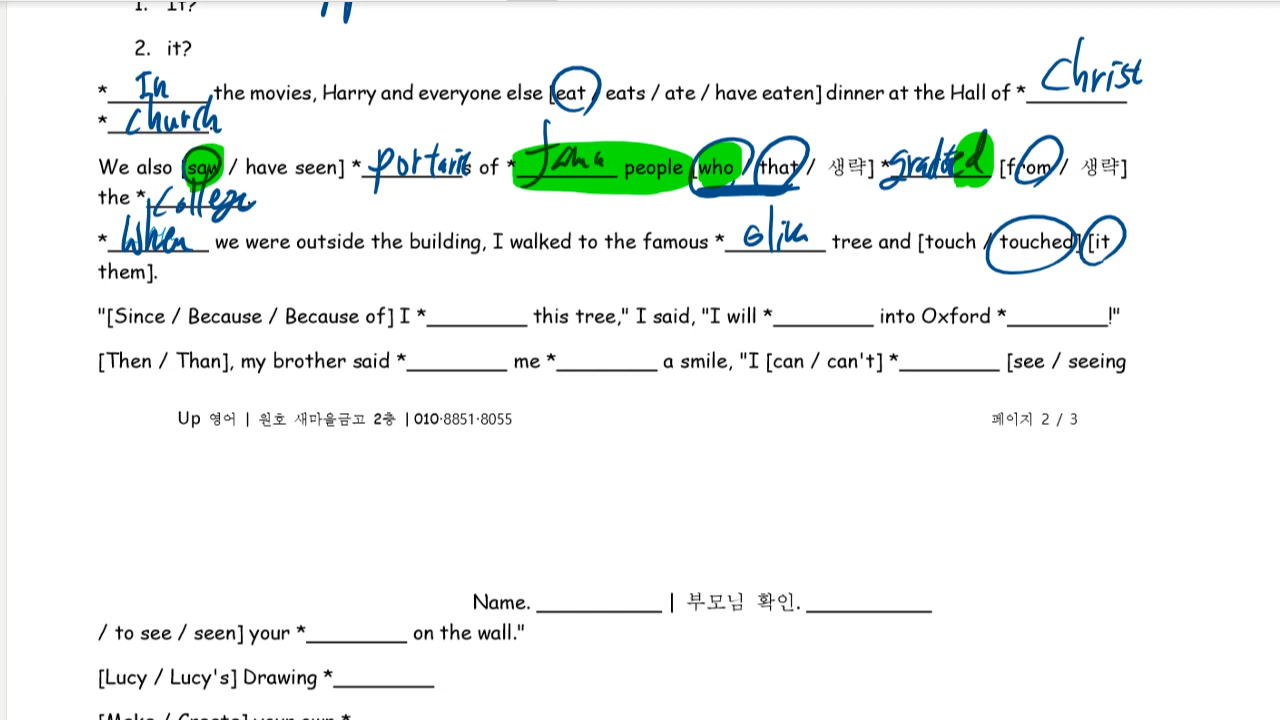 1. IT?
2. it?
* In ,the movies, Harry and everyone else [eat / eats / ate / have eaten] dinner at the Hall of * Christ
* Church
We also [saw / have seen] * of * people [who / that / 생략] * [from / 생략]
the * College
* When we were outside the building, I walked to the famous * oliv tree and [touch / touched] [it
them].
"[Since / Because / Because of] I *_________ this tree," I said, "I will *_________ into Oxford *_________!"
[Then / Than], my brother said *_________ me *_________ a smile, "I [can / can't] *_________ [see / seeing
Up 영어 | 원호 새마을금고 2층 | 010-8851-8055 페이지 2 / 3
Name. ___________ | 부모님 확인. ___________
/ to see / seen] your *_________ on the wall."
[Lucy / Lucy's] Drawing *_________
[Make / Create] your own *